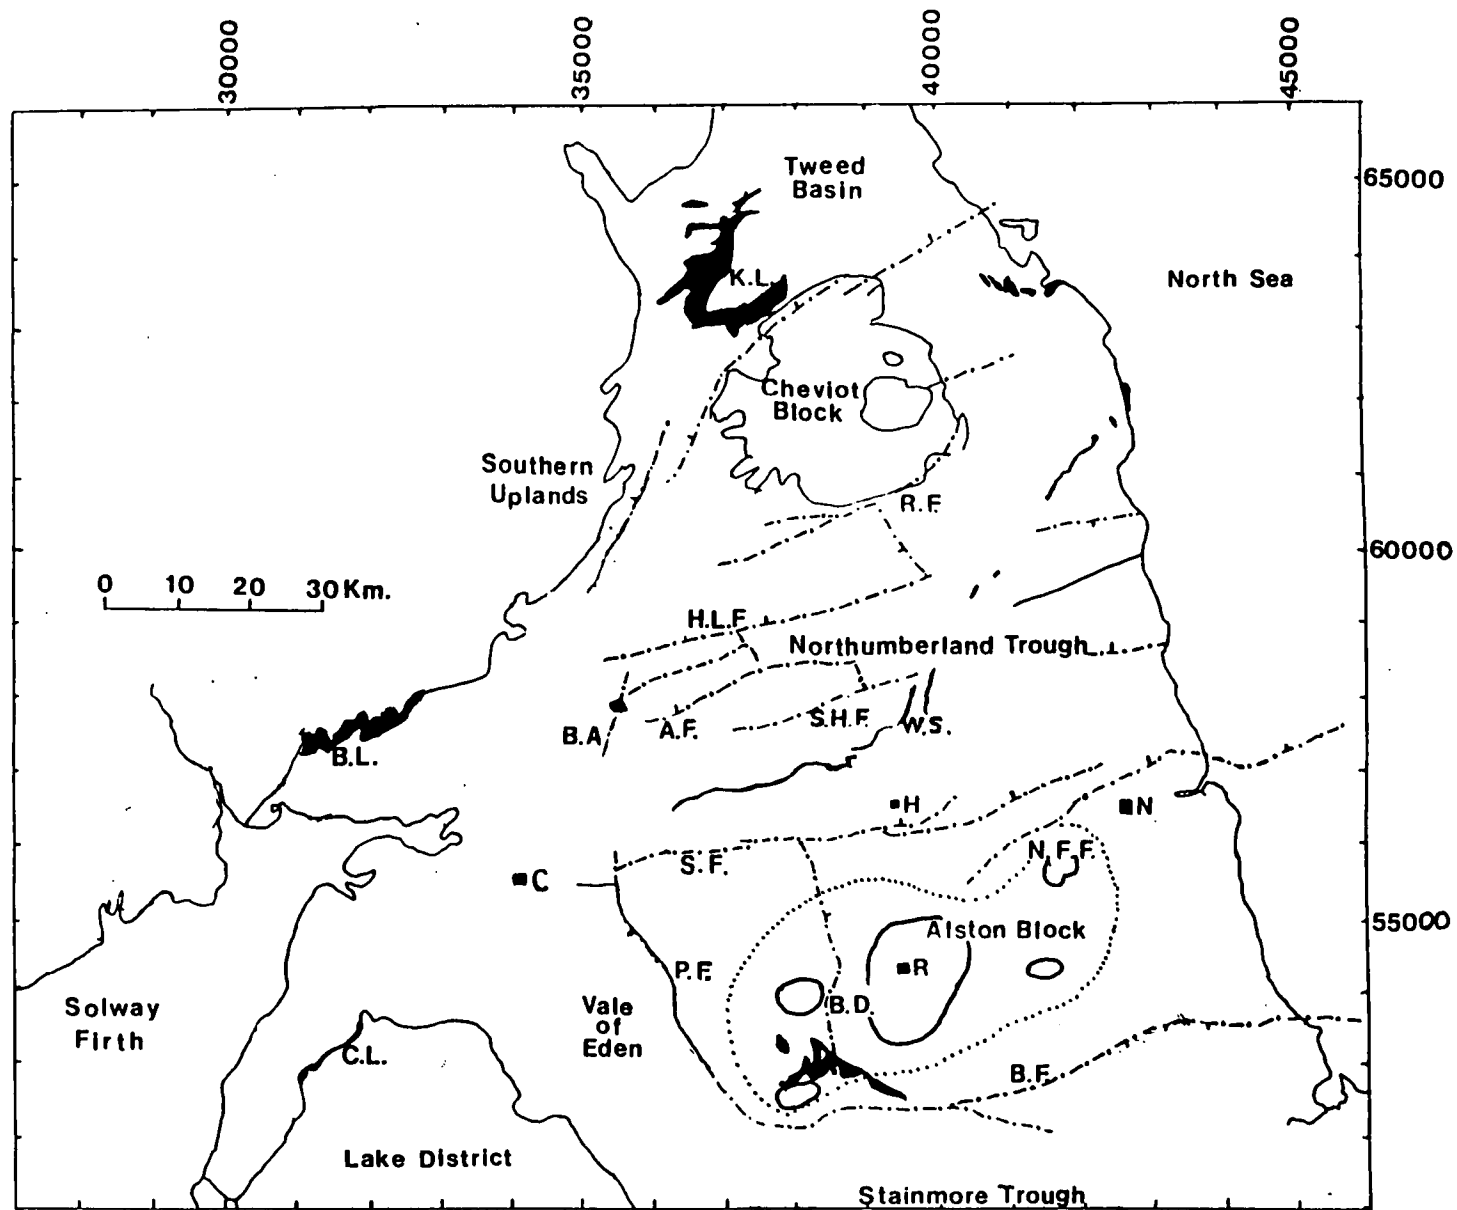 30000
35000
40000
45000
Tweed
Basin
65000
North Sea
K.L.
Cheviot
Block
Southern
Uplands
R.F.
60000
0 10 20 30 Km.
H.L.F
Northumberland Trough
B.A
A.F.
S.H.F.
W.S.
B.L.
H
N
S.F.
N.F.F.
C
Alston Block
55000
P.F.
R
B.D.
Solway
Firth
Vale
of
Eden
C.L.
B.F.
Lake District
Stainmore Trough